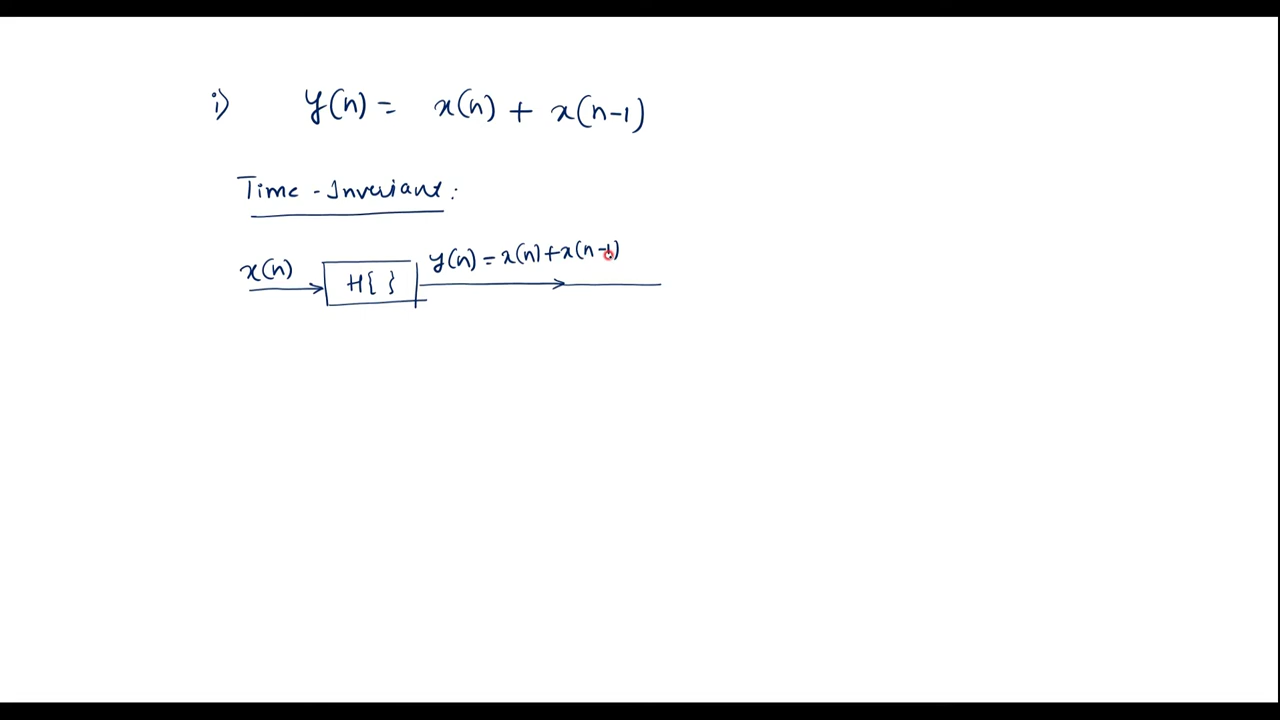 i) y(n) = x(n) + x(n-1)
Time - Invariant :
x(n) H{ } y(n) = x(n) + x(n-1)